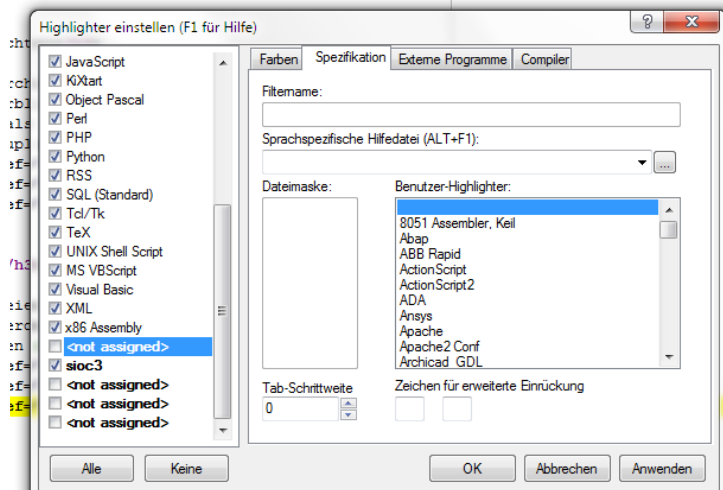 Highlighter einstellen (F1 für Hilfe)
JavaScript
KiXtart
Object Pascal
Perl
PHP
Python
RSS
SQL (Standard)
Tcl/Tk
TeX
UNIX Shell Script
MS VBScript
Visual Basic
XML
x86 Assembly
<not assigned>
sioc3
<not assigned>
<not assigned>
<not assigned>
Alle
Keine
Farben
Spezifikation
Externe Programme
Compiler
Filtername:
Sprachspezifische Hilfedatei (ALT+F1):
...
Dateimaske:
Benutzer-Highlighter:
8051 Assembler, Keil
Abap
ABB Rapid
ActionScript
ActionScript2
ADA
Ansys
Apache
Apache2 Conf
Archicad GDL
Tab-Schrittweite
0
Zeichen für erweiterte Einrückung
OK
Abbrechen
Anwenden